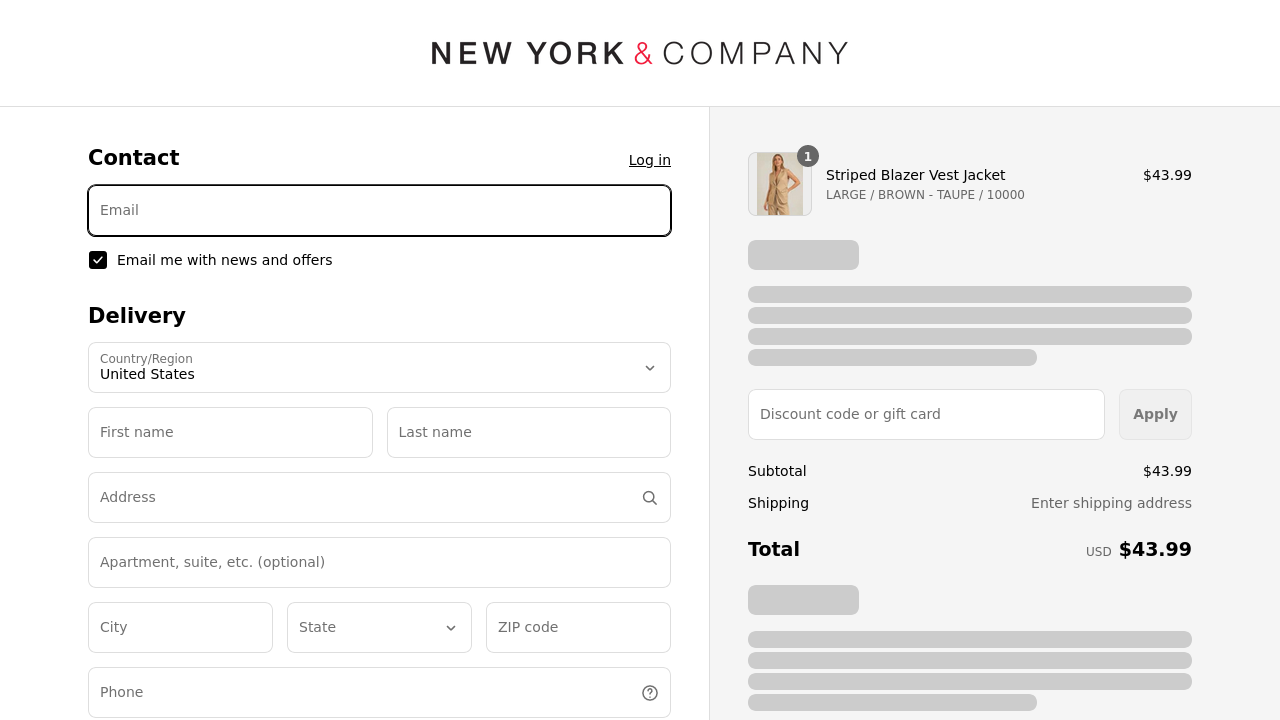 NEW YORK & COMPANY
Contact
Log in
Email
Email me with news and offers
Delivery
Country/Region
United States
First name
Last name
Address
Apartment, suite, etc. (optional)
City
State
ZIP code
Phone
1
Striped Blazer Vest Jacket
$43.99
LARGE / BROWN - TAUPE / 10000
Discount code or gift card
Apply
Subtotal
$43.99
Shipping
Enter shipping address
Total
USD $43.99